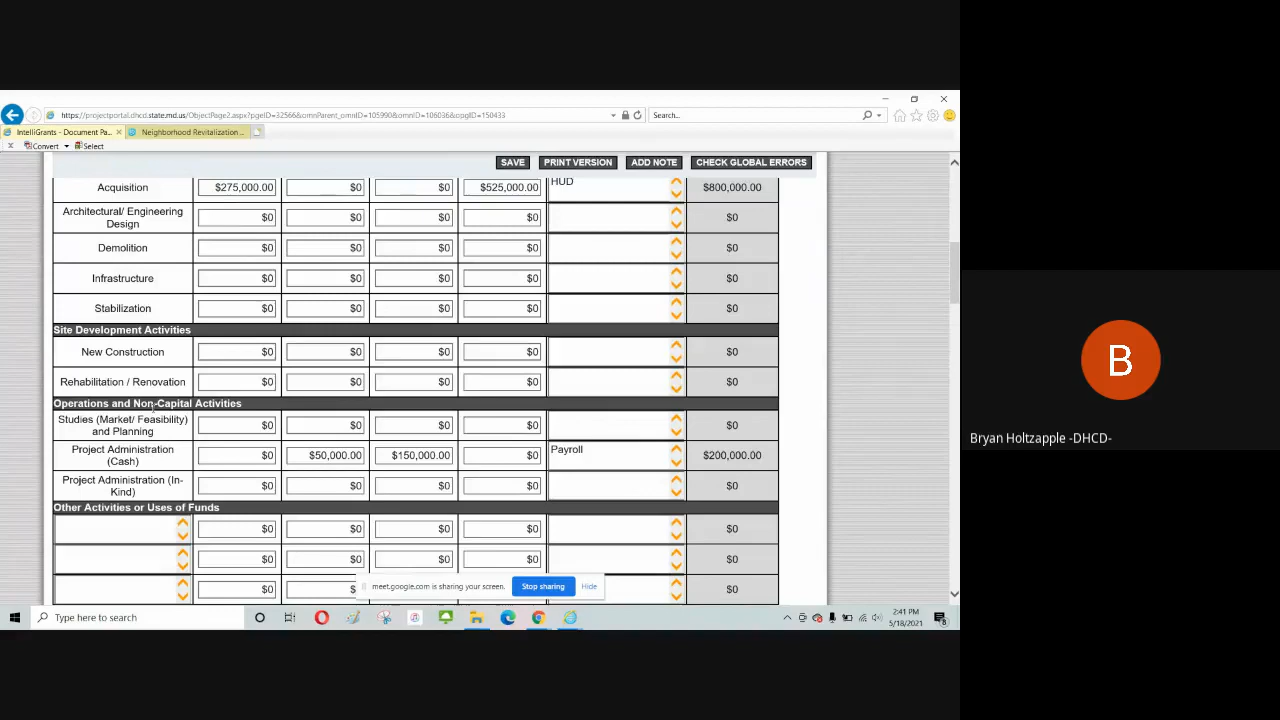 https://projectportal.dhcd.state.md.us/ObjectPage2.aspx?pgeID=32566&omnParent_omnID=105990&omnID=106036&opgID=150433
Search...
IntelliGrants - Document Pa...
Neighborhood Revitalization ...
Convert
Select
SAVE
PRINT VERSION
ADD NOTE
CHECK GLOBAL ERRORS
Acquisition $275,000.00 $0 $0 $525,000.00 HUD $800,000.00
Architectural/ Engineering
Design $0 $0 $0 $0 $0
Demolition $0 $0 $0 $0 $0
Infrastructure $0 $0 $0 $0 $0
Stabilization $0 $0 $0 $0 $0
Site Development Activities
New Construction $0 $0 $0 $0 $0
Rehabilitation / Renovation $0 $0 $0 $0 $0
Operations and Non-Capital Activities
Studies (Market/ Feasibility)
and Planning $0 $0 $0 $0 $0
Project Administration
(Cash) $0 $50,000.00 $150,000.00 $0 Payroll $200,000.00
Project Administration (In-
Kind) $0 $0 $0 $0 $0
Other Activities or Uses of Funds
$0 $0 $0 $0 $0
$0 $0 $0 $0 $0
$0 $ $0
meet.google.com is sharing your screen.
Stop sharing
Hide
Type here to search
2:41 PM
5/18/2021
8
B
Bryan Holtzapple -DHCD-